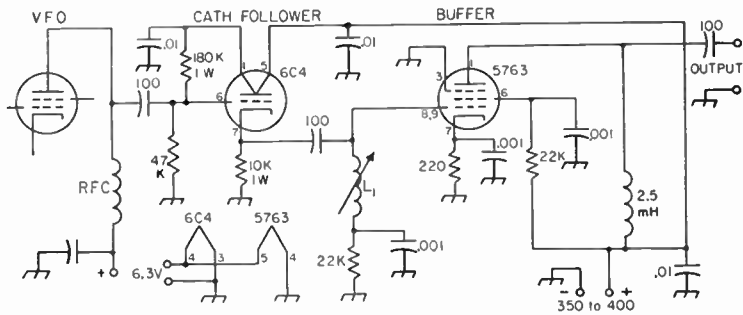 VFO
CATH FOLLOWER
BUFFER
.01
180K
1W
4
5
6C4
.01
5763
1
3
100
OUTPUT
100
6
7
8,9
6
7
100
.001
.001
47
K
10K
1W
220
22K
RFC
L1
2.5
mH
6C4
5763
4
3
5
4
6.3V
.001
22K
.01
+
- +
350 to 400